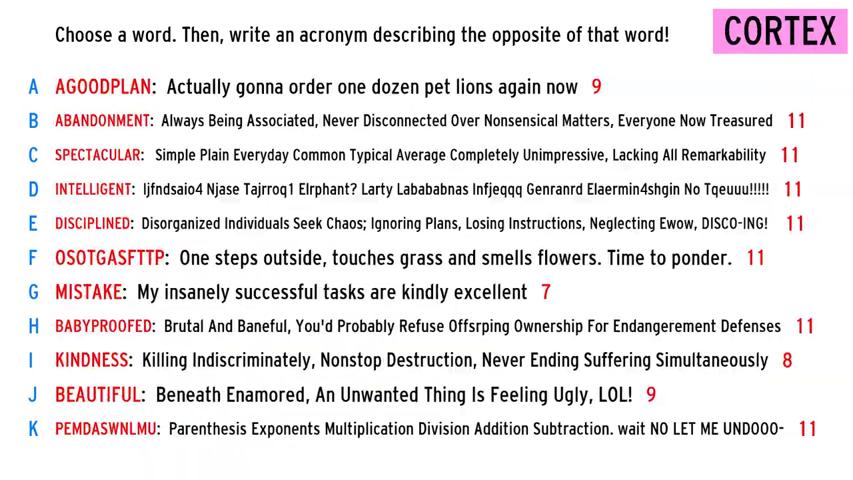 Choose a word. Then, write an acronym describing the opposite of that word!
CORTEX
A AGOODPLAN: Actually gonna order one dozen pet lions again now 9
B ABANDONMENT: Always Being Associated, Never Disconnected Over Nonsensical Matters, Everyone Now Treasured 11
C SPECTACULAR: Simple Plain Everyday Common Typical Average Completely Unimpressive, Lacking All Remarkability 11
D INTELLIGENT: Ijfndsaio4 Njase Tajrroq1 Elrphant? Larty Labababnas Infjeqqq Genranrd Elaermin4shgin No Tqeuuu!!!!! 11
E DISCIPLINED: Disorganized Individuals Seek Chaos; Ignoring Plans, Losing Instructions, Neglecting Ewow, DISCO-ING! 11
F OSOTGASFTTP: One steps outside, touches grass and smells flowers. Time to ponder. 11
G MISTAKE: My insanely successful tasks are kindly excellent 7
H BABYPROOFED: Brutal And Baneful, You'd Probably Refuse Offsrping Ownership For Endangerement Defenses 11
I KINDNESS: Killing Indiscriminately, Nonstop Destruction, Never Ending Suffering Simultaneously 8
J BEAUTIFUL: Beneath Enamored, An Unwanted Thing Is Feeling Ugly, LOL! 9
K PEMDASWNLMU: Parenthesis Exponents Multiplication Division Addition Subtraction. wait NO LET ME UNDOOO- 11